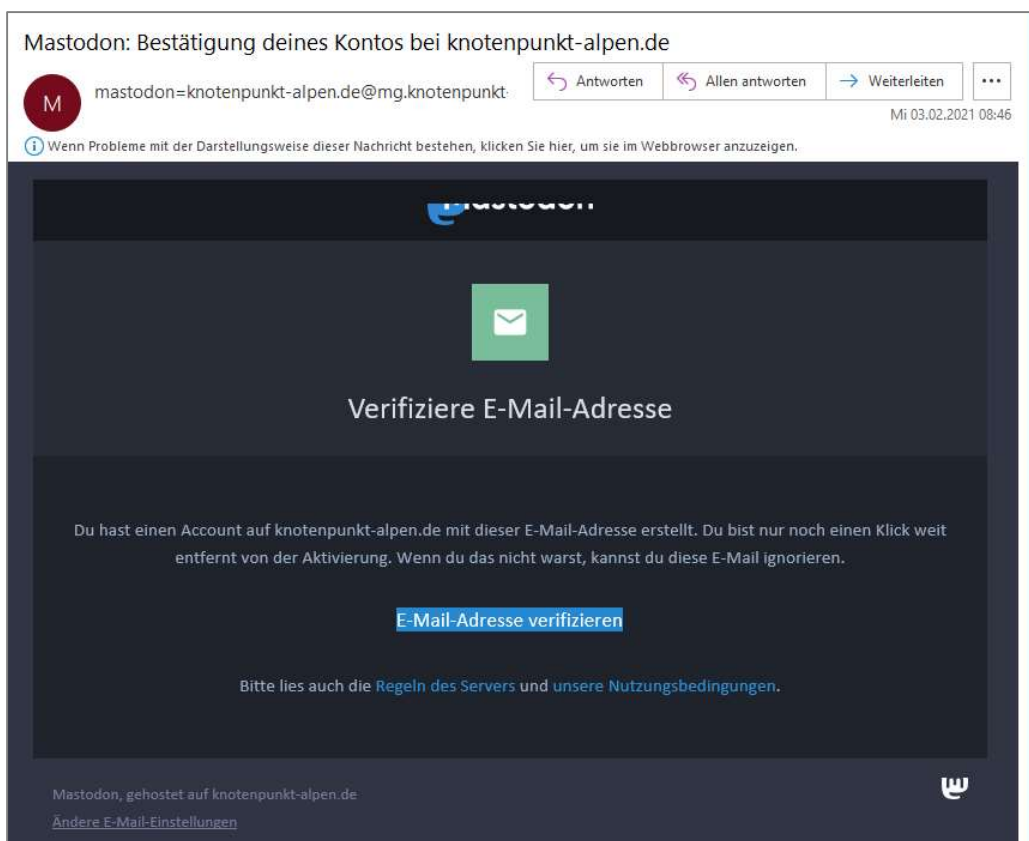 Mastodon: Bestätigung deines Kontos bei knotenpunkt-alpen.de
M
mastodon=knotenpunkt-alpen.de@mg.knotenpunkt-
Antworten
Allen antworten
Weiterleiten
Mi 03.02.2021 08:46
Wenn Probleme mit der Darstellungsweise dieser Nachricht bestehen, klicken Sie hier, um sie im Webbrowser anzuzeigen.
Mastodon
Verifiziere E-Mail-Adresse
Du hast einen Account auf knotenpunkt-alpen.de mit dieser E-Mail-Adresse erstellt. Du bist nur noch einen Klick weit
entfernt von der Aktivierung. Wenn du das nicht warst, kannst du diese E-Mail ignorieren.
E-Mail-Adresse verifizieren
Bitte lies auch die Regeln des Servers und unsere Nutzungsbedingungen.
Mastodon, gehostet auf knotenpunkt-alpen.de
Ändere E-Mail-Einstellungen